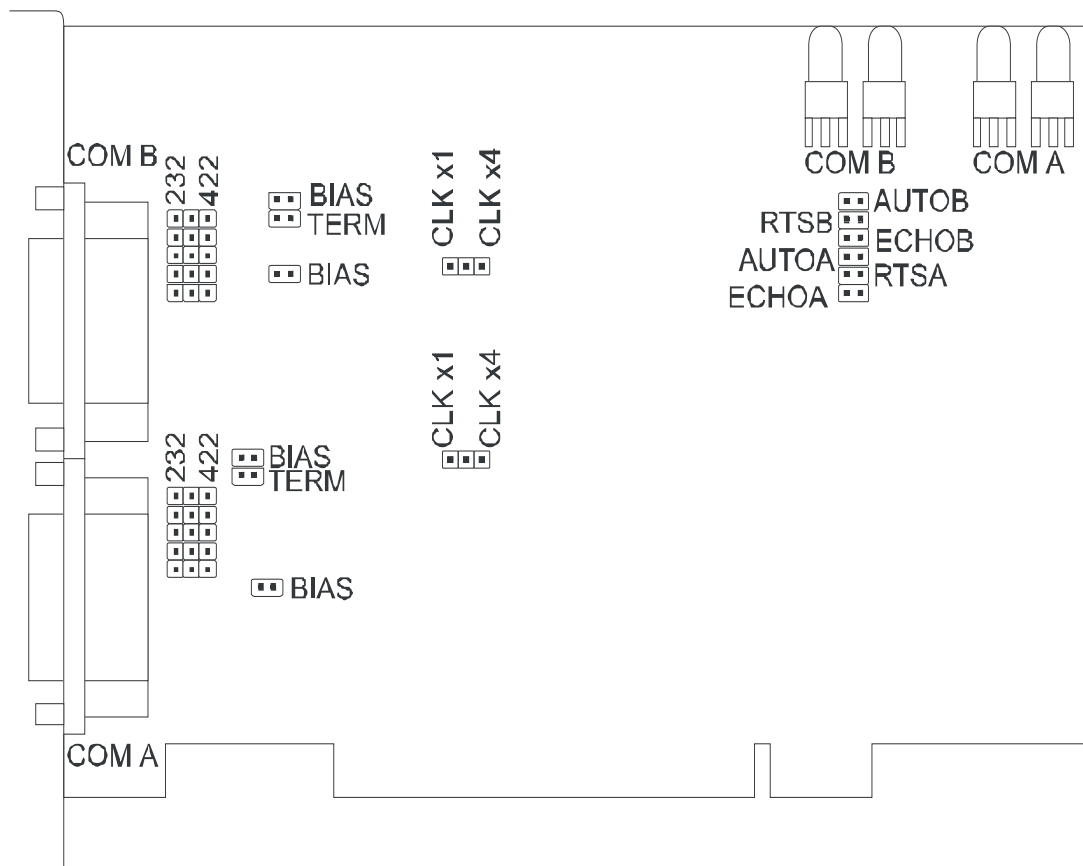 COM B
COM A
COM B
232
422
BIAS
TERM
BIAS
CLK x1
CLK x4
AUTOB
RTSB
ECHOB
AUTOA
RTSA
ECHOA
CLK x1
CLK x4
232
422
BIAS
TERM
BIAS
COM A